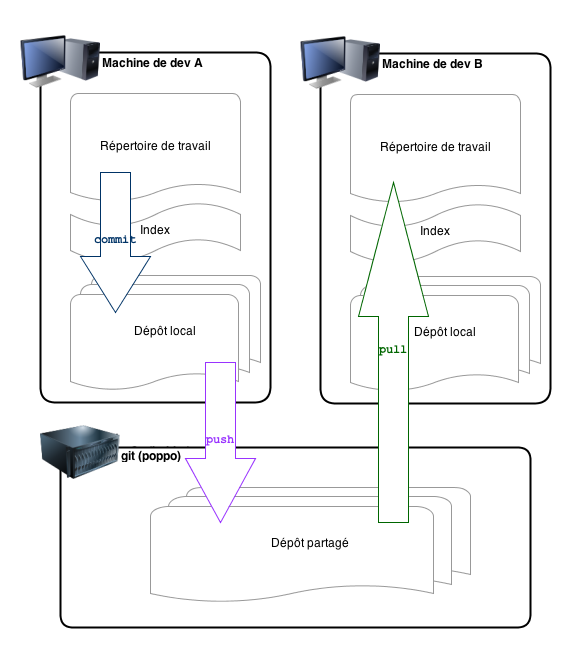 Machine de dev A
Machine de dev B
Répertoire de travail
Répertoire de travail
Index
Index
commit
Dépôt local
Dépôt local
pull
push
git (poppo)
Dépôt partagé